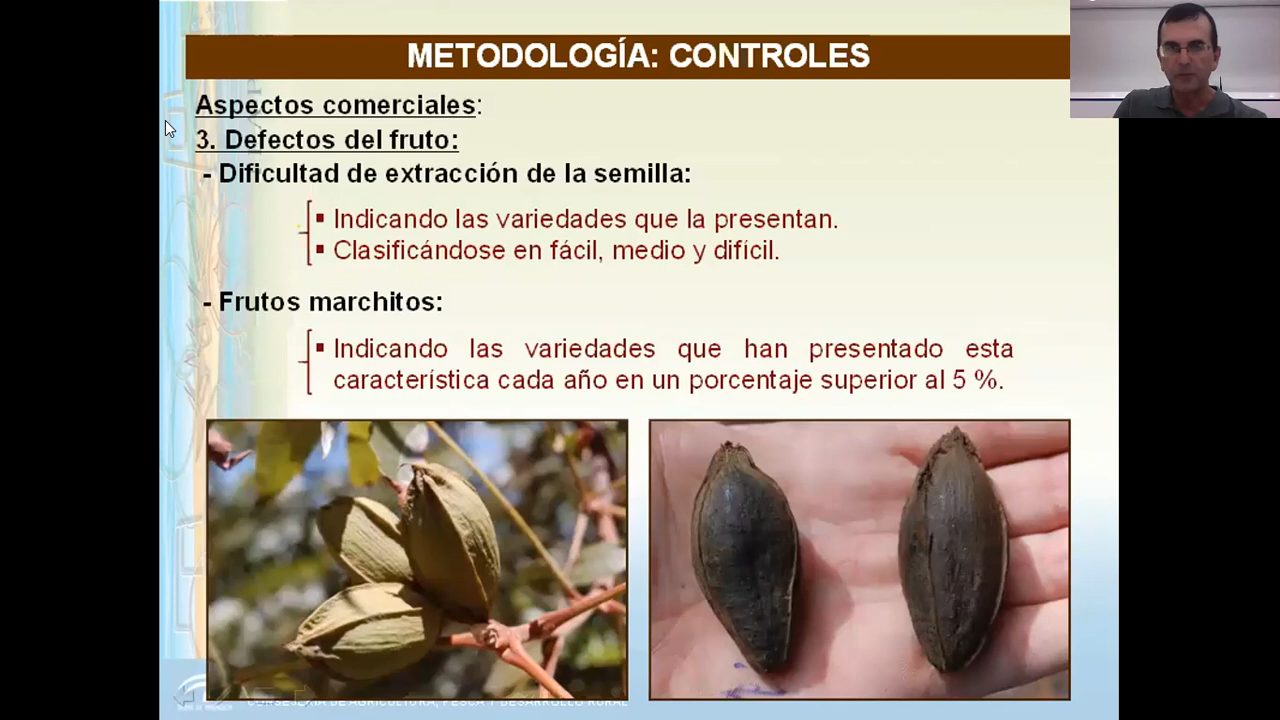 METODOLOGÍA: CONTROLES
Aspectos comerciales:
3. Defectos del fruto:
- Dificultad de extracción de la semilla:
▪ Indicando las variedades que la presentan.
▪ Clasificándose en fácil, medio y difícil.
- Frutos marchitos:
▪ Indicando las variedades que han presentado esta
característica cada año en un porcentaje superior al 5 %.
CONSEJERÍA DE AGRICULTURA, PESCA Y DESARROLLO RURAL